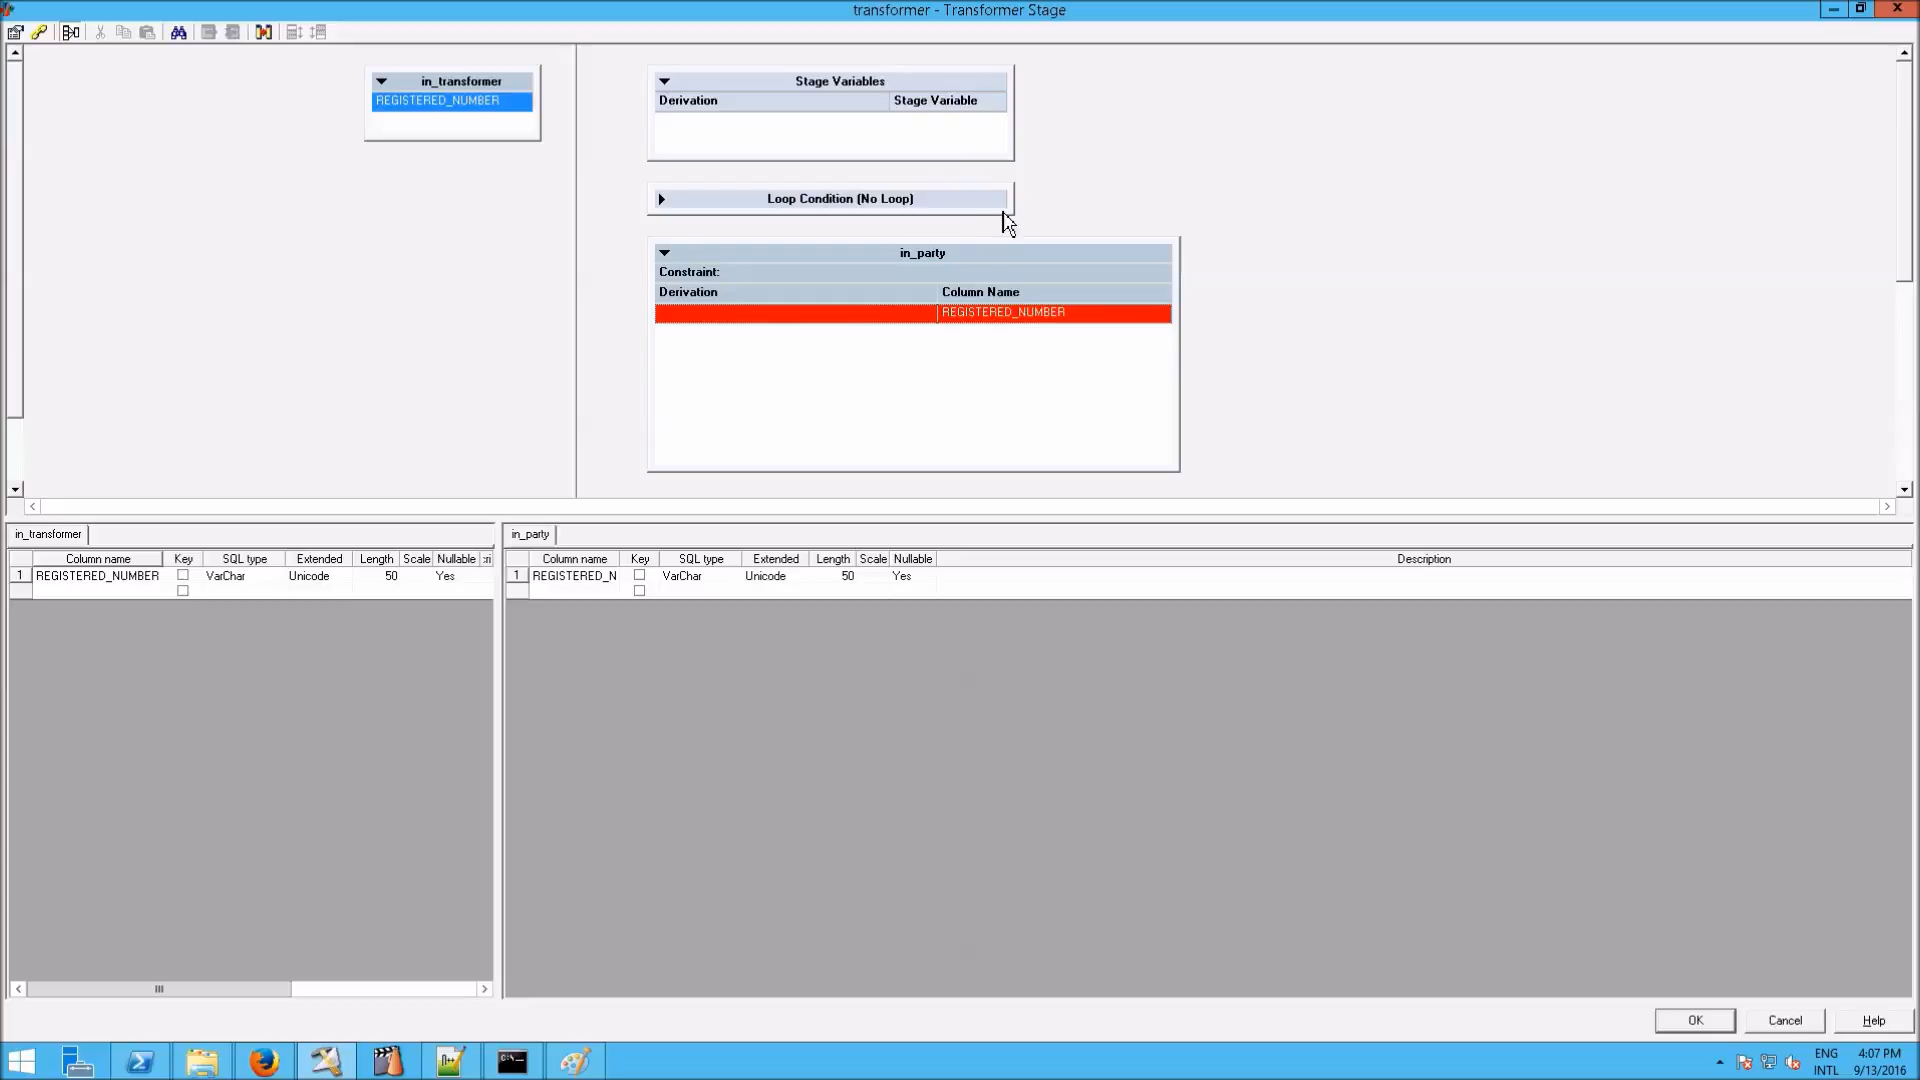 transformer - Transformer Stage
in_transformer
REGISTERED_NUMBER
Stage Variables
Derivation Stage Variable
Loop Condition (No Loop)
in_party
Constraint:
Derivation Column Name
REGISTERED_NUMBER
in_transformer
Column name Key SQL type Extended Length Scale Nullable
1 REGISTERED_NUMBER VarChar Unicode 50 Yes
in_party
Column name Key SQL type Extended Length Scale Nullable Description
1 REGISTERED_N VarChar Unicode 50 Yes
OK Cancel Help
ENG
INTL
4:07 PM
9/13/2016